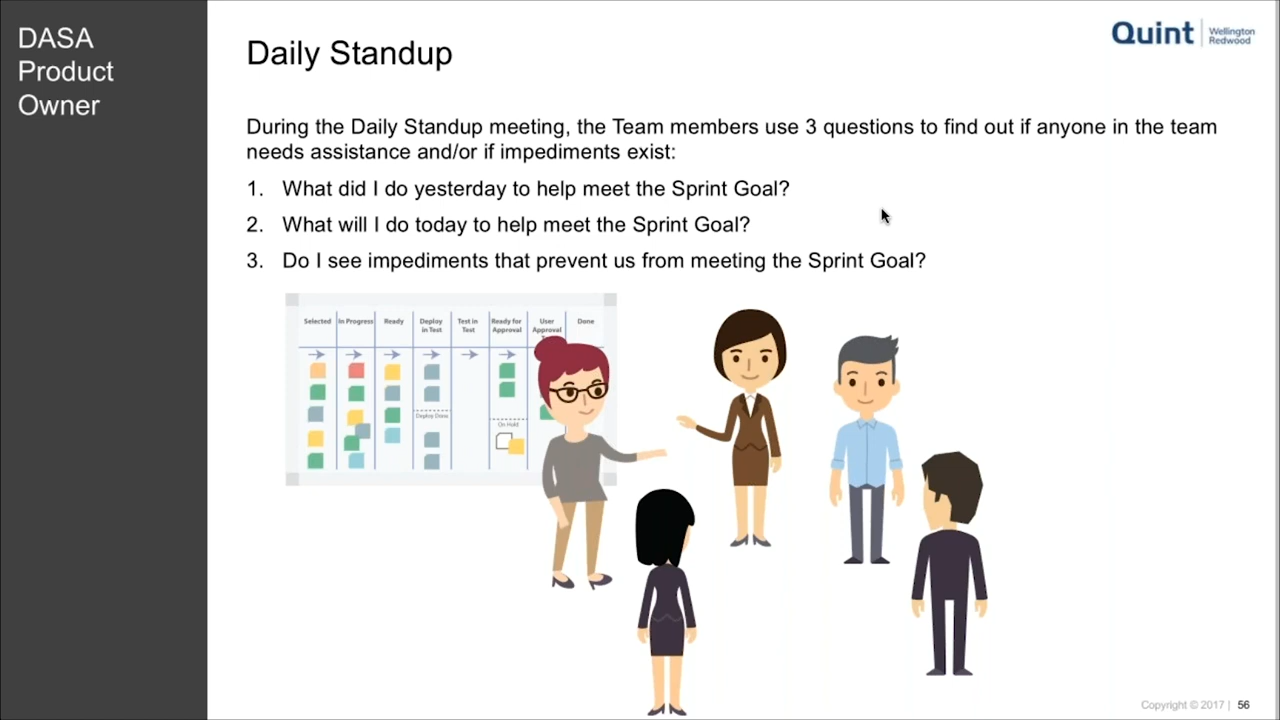 DASA
Product
Owner
Daily Standup
Quint
Wellington
Redwood
During the Daily Standup meeting, the Team members use 3 questions to find out if anyone in the team
needs assistance and/or if impediments exist:
1. What did I do yesterday to help meet the Sprint Goal?
2. What will I do today to help meet the Sprint Goal?
3. Do I see impediments that prevent us from meeting the Sprint Goal?
Selected
In Progress
Ready
Deploy
in Test
Test in
Test
Ready for
Approval
User
Approval
Done
Deploy Done
On Hold
Copyright © 2017 | 56